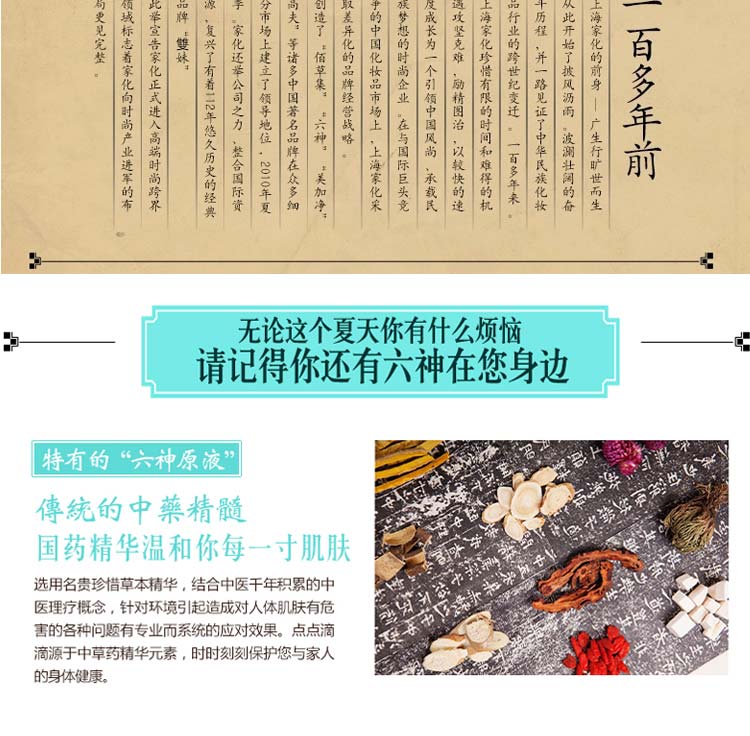 一百多年前
上海家化的前身 — 广生行旷世而生
从此开始了披风沥雨、波澜壮阔的奋
斗历程，并一路见证了中华民族化妆
品行业的跨世纪变迁。一百多年来，
上海家化珍惜有限的时间和难得的机
遇攻坚克难，励精图治，以较快的速
度成长为一个引领中国风尚、承载民
族梦想的时尚企业。在与国际巨头竞
争的中国化妆品市场上，上海家化采
取差异化的品牌经营战略，
创造了“佰草集”“六神”“美加净”
高夫”等诸多中国著名品牌在众多细
分市场上建立了领导地位，2010年夏
季，家化还举公司之力，整合国际资
源，复兴了有着112年悠久历史的经典
品牌“雙妹”
此举宣告家化正式进入高端时尚跨界
领域标志着家化向时尚产业进军的布
局更见完整。
无论这个夏天你有什么烦恼
请记得你还有六神在您身边
特有的“六神原液”
傳統的中藥精髓
国药精华温和你每一寸肌肤
选用名贵珍惜草本精华，结合中医千年积累的中
医理疗概念，针对环境引起造成对人体肌肤有危
害的各种问题有专业而系统的应对效果。点点滴
滴源于中草药精华元素，时时刻刻保护您与家人
的身体健康。